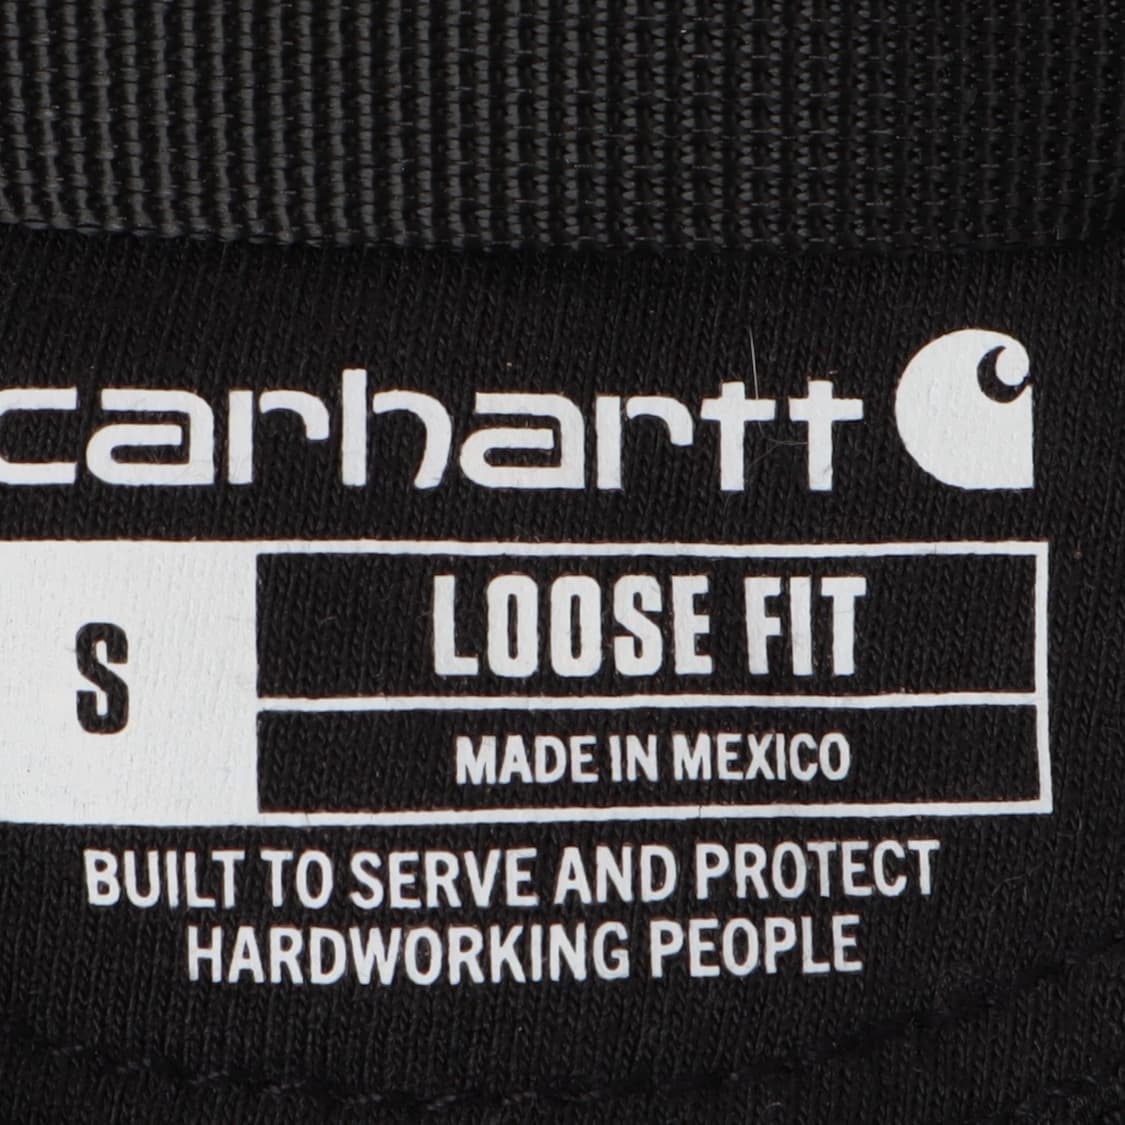 carhartt
S
LOOSE FIT
MADE IN MEXICO
BUILT TO SERVE AND PROTECT
HARDWORKING PEOPLE